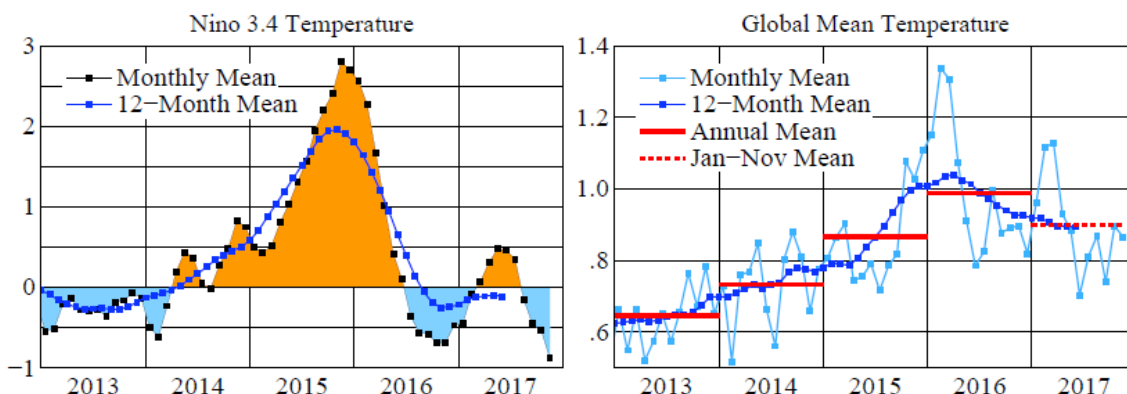 Nino 3.4 Temperature
3
2
1
0
−1
Monthly Mean
12−Month Mean
2013 2014 2015 2016 2017
Global Mean Temperature
1.4
1.2
1.0
.8
.6
Monthly Mean
12−Month Mean
Annual Mean
Jan−Nov Mean
2013 2014 2015 2016 2017